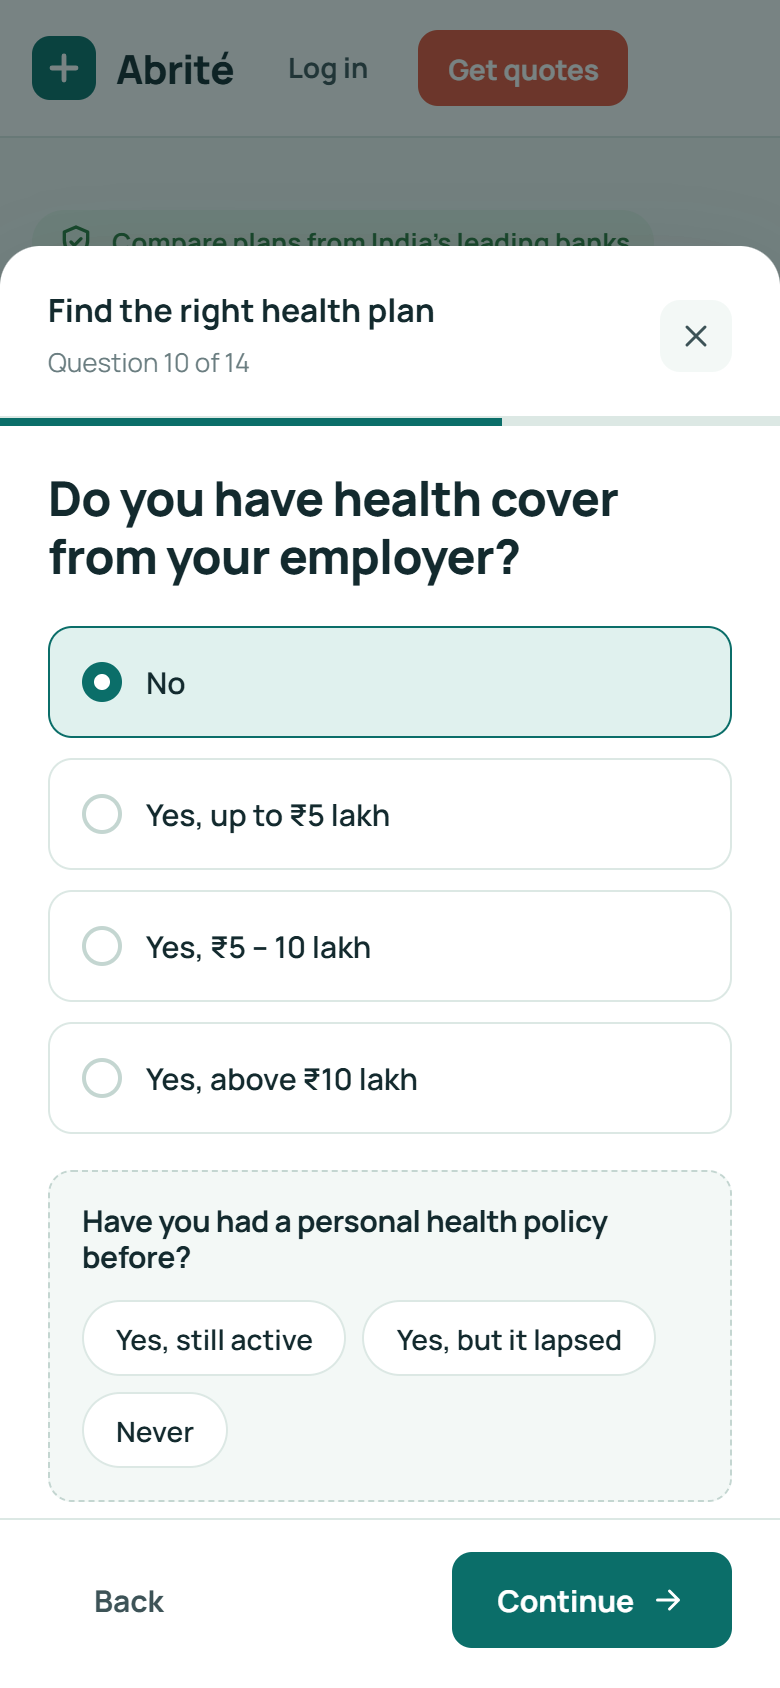 Abrité
Log in
Get quotes
Compare plans from India's leading banks
Find the right health plan
Question 10 of 14
Do you have health cover
from your employer?
No
Yes, up to ₹5 lakh
Yes, ₹5 – 10 lakh
Yes, above ₹10 lakh
Have you had a personal health policy
before?
Yes, still active
Yes, but it lapsed
Never
Back
Continue